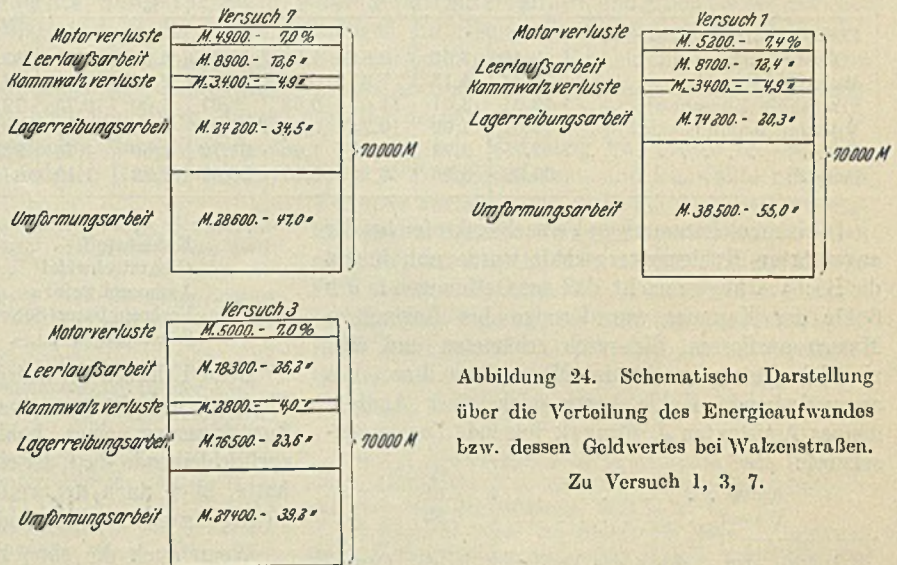 Versuch 7
Motorverluste M. 4900.- 7,0 %
Leerlaufsarbeit M. 8900.- 12,6 "
Kammwalzverluste M. 3400.- 4,9 "
Lagerreibungsarbeit M. 24200.- 34,5 "
70000 M
Umformungsarbeit M. 28600.- 41,0 "
Versuch 1
Motorverluste M. 5200.- 7,4 %
Leerlaufsarbeit M. 8700.- 12,4 "
Kammwalzverluste M. 3400.- 4,9 "
Lagerreibungsarbeit M. 14200.- 20,3 "
70000 M
Umformungsarbeit M. 38500.- 55,0 "
Versuch 3
Motorverluste M. 5000.- 7,0 %
Leerlaufsarbeit M. 18300.- 26,2 "
Kammwalzverluste M. 2800.- 4,0 "
Lagerreibungsarbeit M. 16500.- 23,6 "
70000 M
Umformungsarbeit M. 27400.- 39,2 "
Abbildung 24. Schematische Darstellung
über die Verteilung des Energieaufwandes
bzw. dessen Geldwertes bei Walzenstraßen.
Zu Versuch 1, 3, 7.